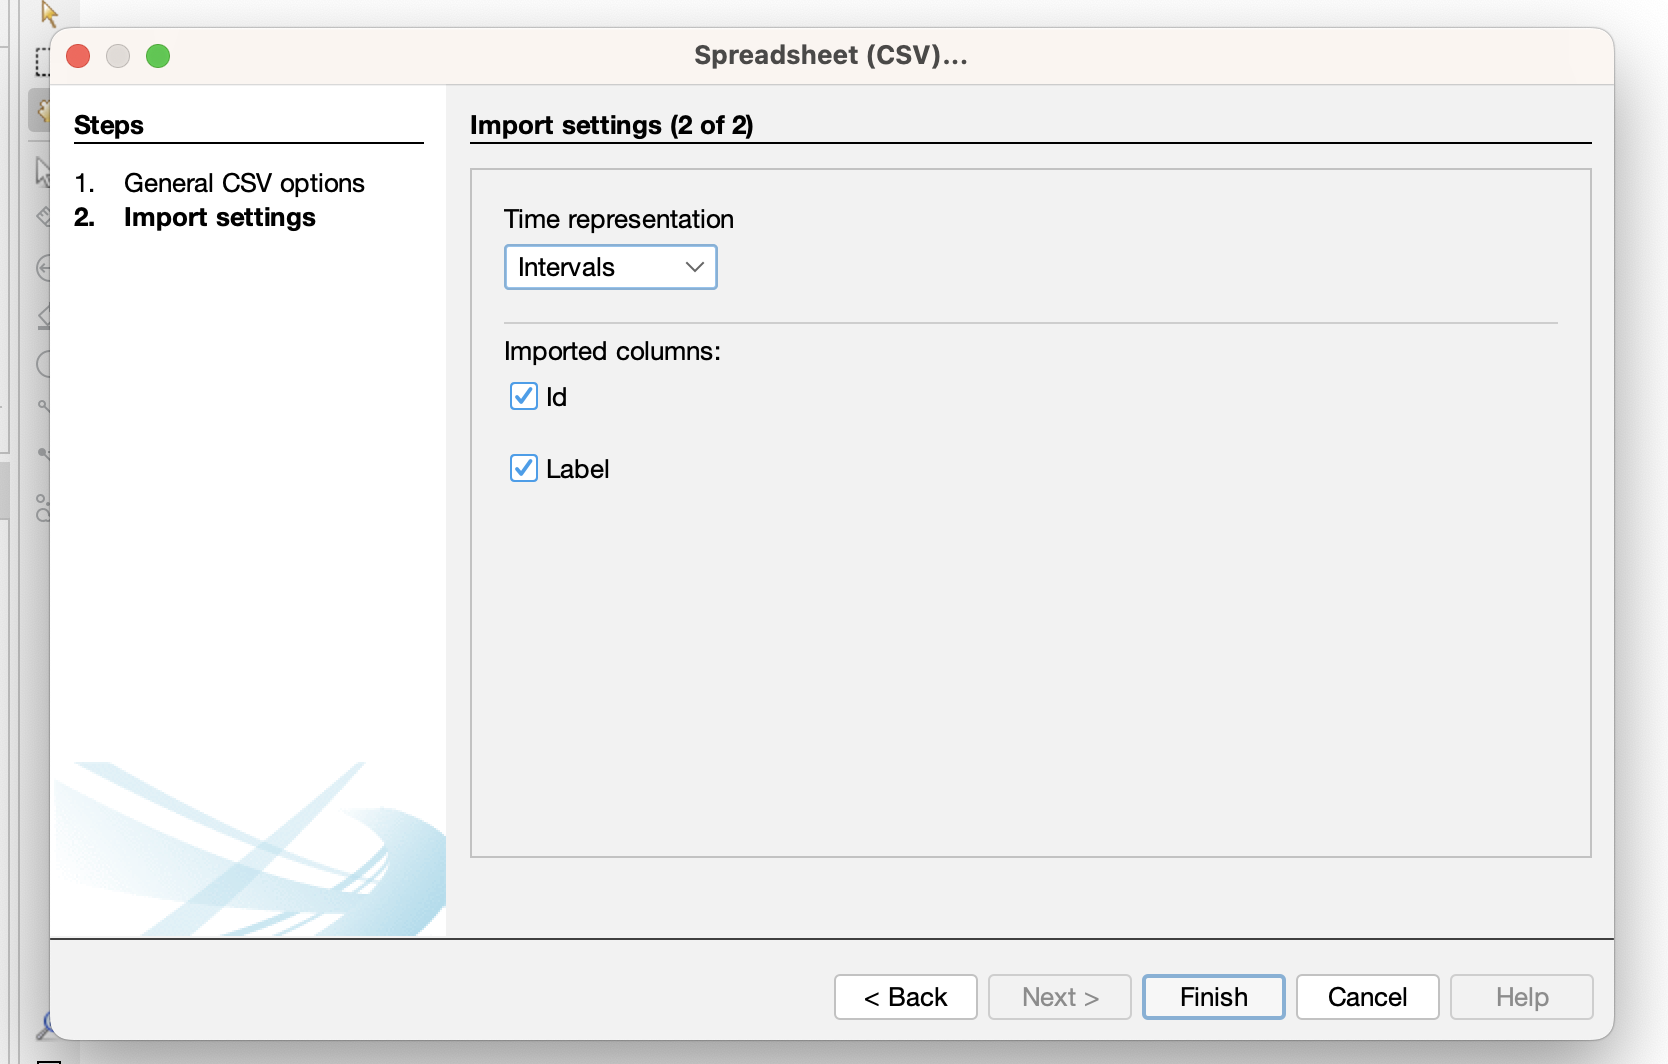 Spreadsheet (CSV)...
Steps
1. General CSV options
2. Import settings
Import settings (2 of 2)
Time representation
Intervals
Imported columns:
Id
Label
< Back
Next >
Finish
Cancel
Help